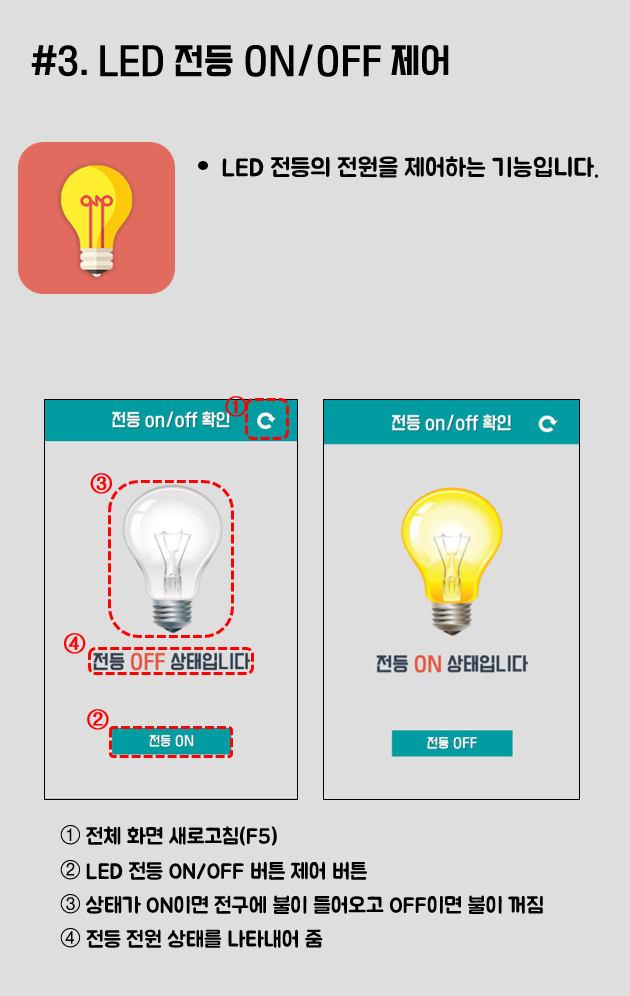 #3. LED 전등 ON/OFF 제어
• LED 전등의 전원을 제어하는 기능입니다.
전등 on/off 확인 ①
③
④ 전등 OFF 상태입니다
② 전등 ON
전등 on/off 확인
전등 ON 상태입니다
전등 OFF
① 전체 화면 새로고침(F5)
② LED 전등 ON/OFF 버튼 제어 버튼
③ 상태가 ON이면 전구에 불이 들어오고 OFF이면 불이 꺼짐
④ 전등 전원 상태를 나타내어 줌